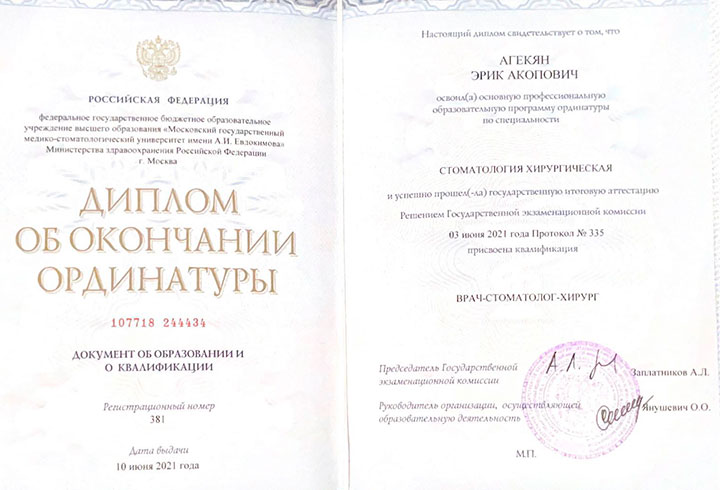 РОССИЙСКАЯ ФЕДЕРАЦИЯ
федеральное государственное бюджетное образовательное
учреждение высшего образования «Московский государственный
медико-стоматологический университет имени А.И. Евдокимова»
Министерства здравоохранения Российской Федерации
г. Москва
ДИПЛОМ
ОБ ОКОНЧАНИИ
ОРДИНАТУРЫ
107718 244434
ДОКУМЕНТ ОБ ОБРАЗОВАНИИ И
О КВАЛИФИКАЦИИ
Регистрационный номер
381
Дата выдачи
10 июня 2021 года
Настоящий диплом свидетельствует о том, что
АГЕКЯН
ЭРИК АКОПОВИЧ
освоил(а) основную профессиональную
образовательную программу ординатуры
по специальности
СТОМАТОЛОГИЯ ХИРУРГИЧЕСКАЯ
и успешно прошел(-ла) государственную итоговую аттестацию
Решением Государственной экзаменационной комиссии
03 июня 2021 года Протокол № 335
присвоена квалификация
ВРАЧ-СТОМАТОЛОГ-ХИРУРГ
Председатель Государственной
экзаменационной комиссии
Заплатников А.Л.
Руководитель организации, осуществляющей
образовательную деятельность
Янушевич О.О.
М.П.